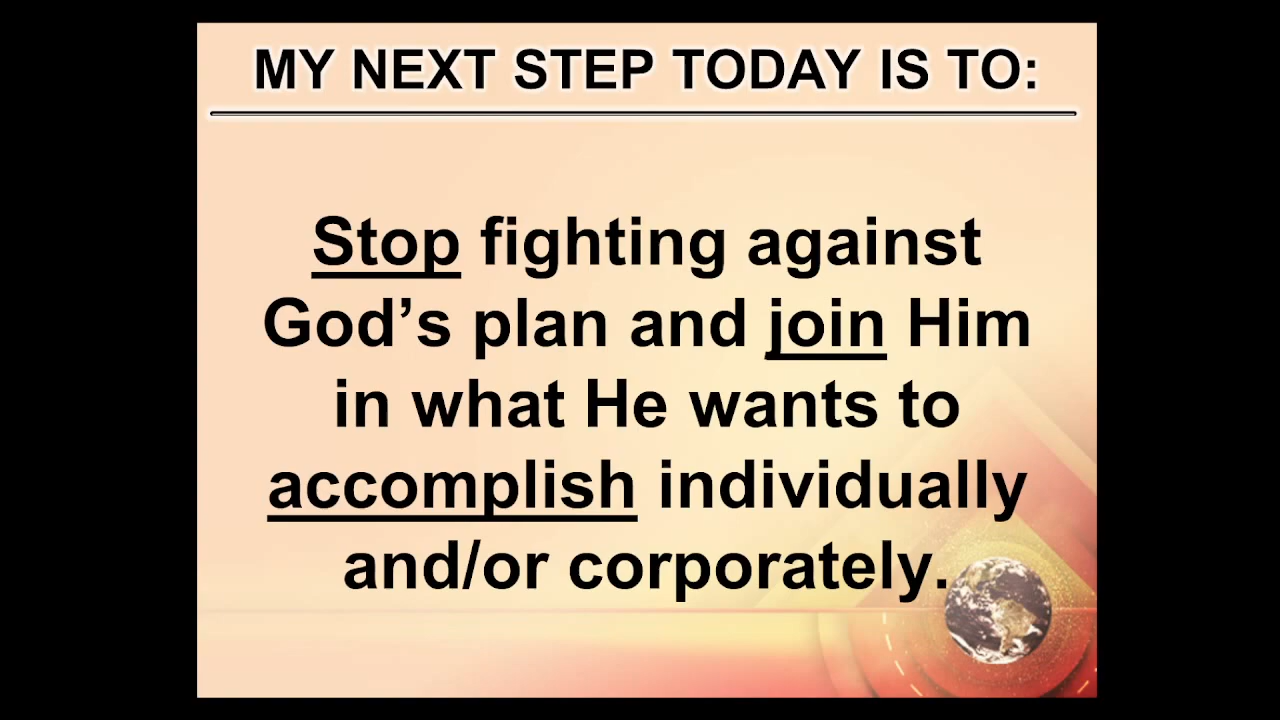 MY NEXT STEP TODAY IS TO:
Stop fighting against
God’s plan and join Him
in what He wants to
accomplish individually
and/or corporately.